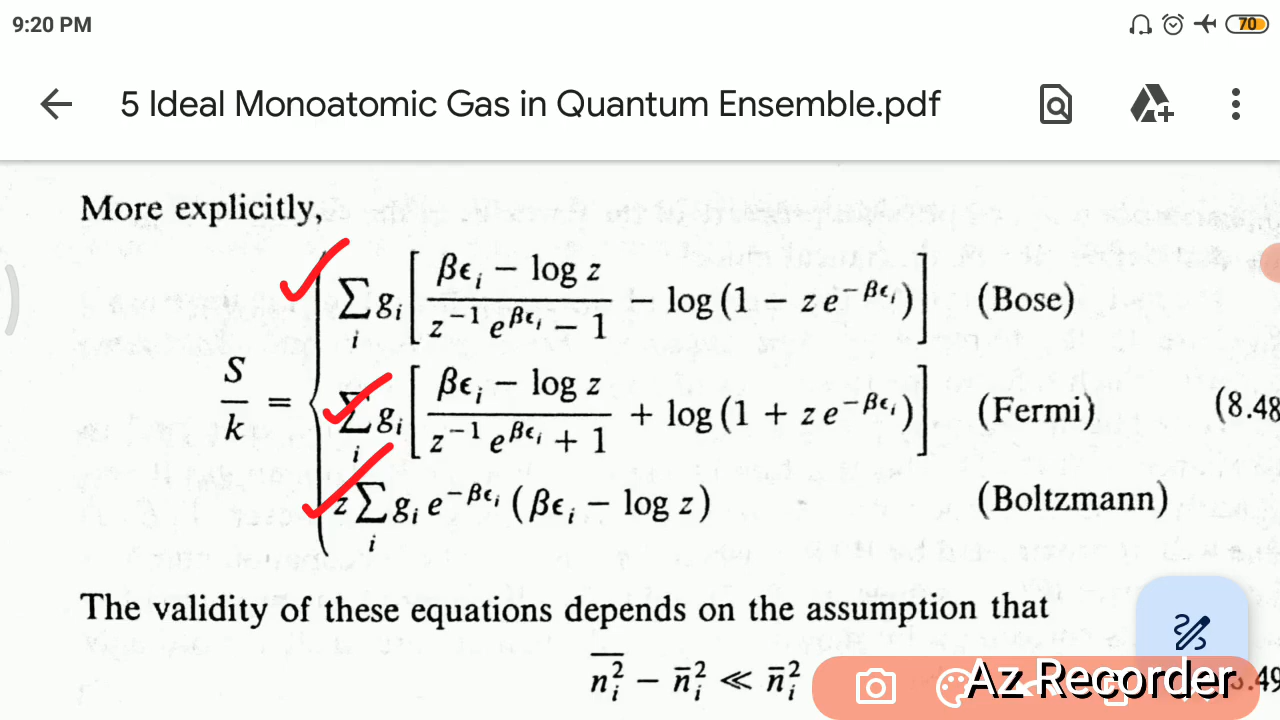 9:20 PM
70
5 Ideal Monoatomic Gas in Quantum Ensemble.pdf
More explicitly,
S/k = { ∑_i g_i [ (βϵ_i − log z) / (z^{−1} e^{βϵ_i} − 1) − log (1 − z e^{−βϵ_i}) ] (Bose)
∑_i g_i [ (βϵ_i − log z) / (z^{−1} e^{βϵ_i} + 1) + log (1 + z e^{−βϵ_i}) ] (Fermi) (8.48
z ∑_i g_i e^{−βϵ_i} (βϵ_i − log z) (Boltzmann)
The validity of these equations depends on the assumption that
\overline{n_i^2} − \bar{n}_i^2 ≪ \bar{n}_i^2
Az Recorder